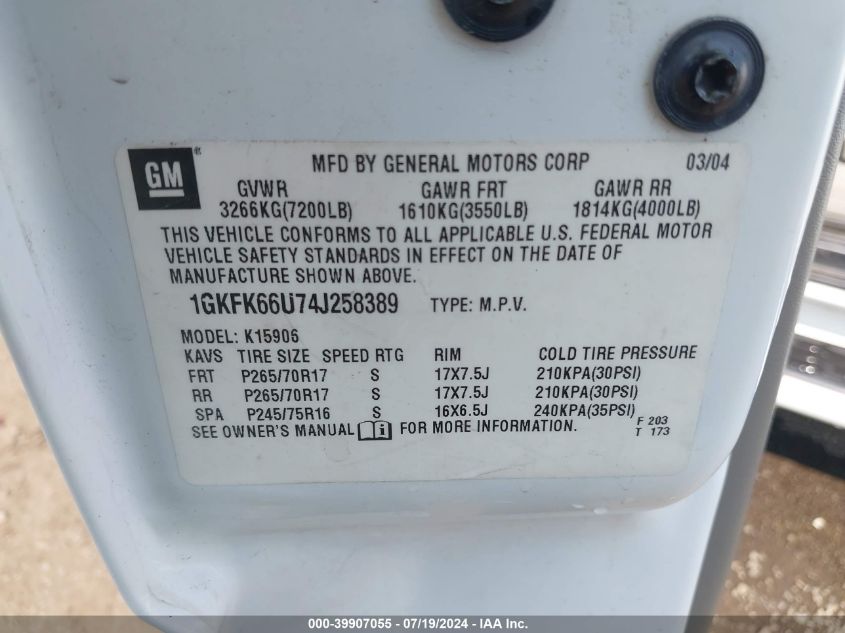 GM
MFD BY GENERAL MOTORS CORP 03/04
GVWR GAWR FRT GAWR RR
3266KG(7200LB) 1610KG(3550LB) 1814KG(4000LB)
THIS VEHICLE CONFORMS TO ALL APPLICABLE U.S. FEDERAL MOTOR
VEHICLE SAFETY STANDARDS IN EFFECT ON THE DATE OF
MANUFACTURE SHOWN ABOVE.
1GKFK66U74J258389 TYPE: M.P.V.
MODEL: K15906
KAVS TIRE SIZE SPEED RTG RIM COLD TIRE PRESSURE
FRT P265/70R17 S 17X7.5J 210KPA(30PSI)
RR P265/70R17 S 17X7.5J 210KPA(30PSI)
SPA P245/75R16 S 16X6.5J 240KPA(35PSI)
SEE OWNER'S MANUAL i FOR MORE INFORMATION.
F 203
T 173
000-39907055 - 07/19/2024 - IAA Inc.